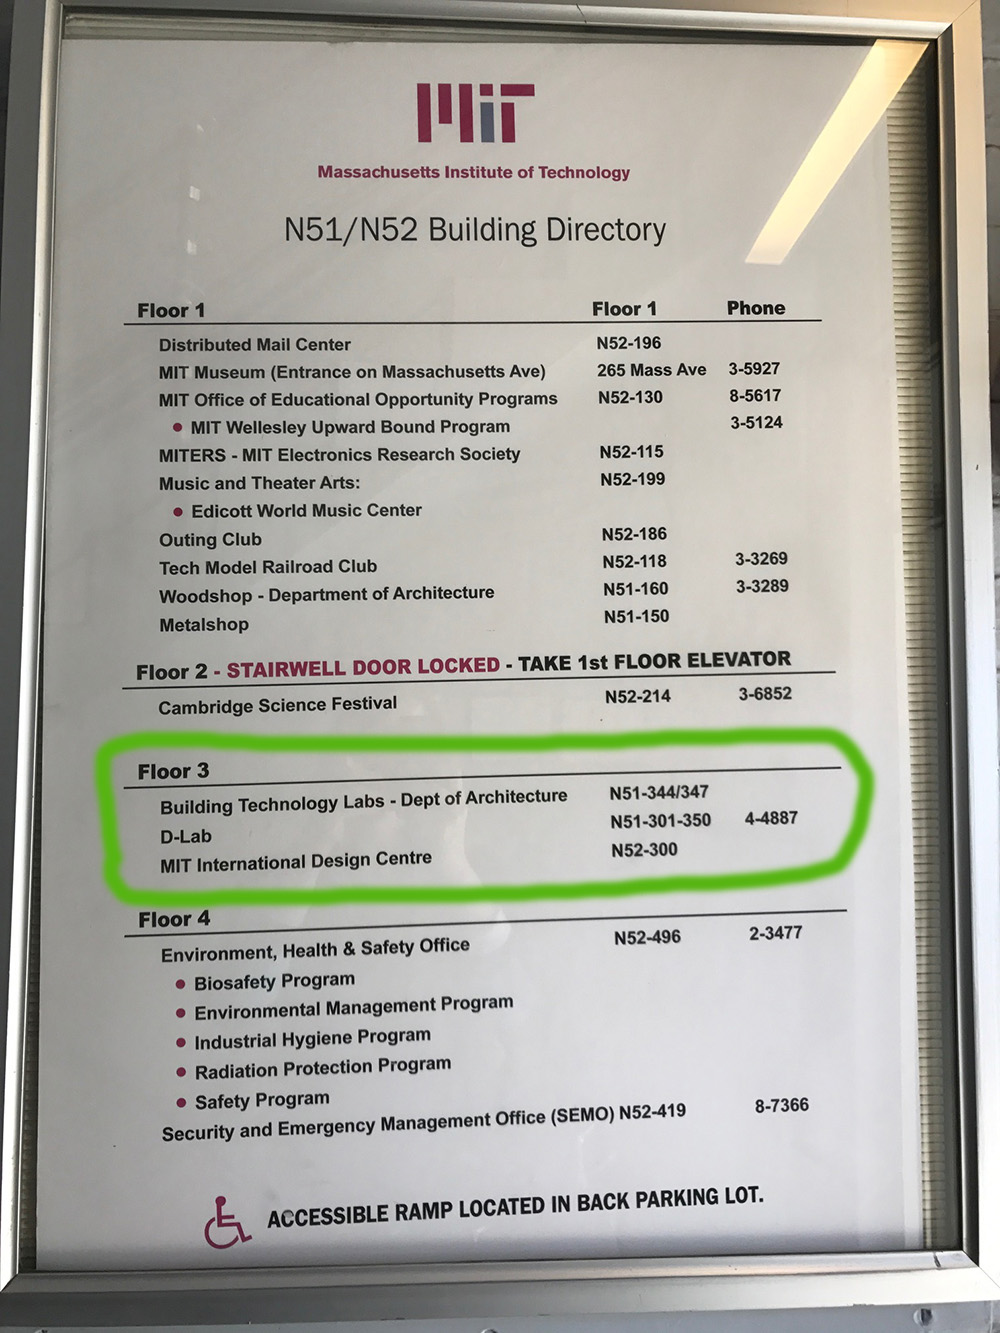 MIT
Massachusetts Institute of Technology
N51/N52 Building Directory
Floor 1 Floor 1 Phone
Distributed Mail Center N52-196
MIT Museum (Entrance on Massachusetts Ave) 265 Mass Ave 3-5927
MIT Office of Educational Opportunity Programs N52-130 8-5617
• MIT Wellesley Upward Bound Program 3-5124
MITERS - MIT Electronics Research Society N52-115
Music and Theater Arts: N52-199
• Edicott World Music Center
Outing Club N52-186
Tech Model Railroad Club N52-118 3-3269
Woodshop - Department of Architecture N51-160 3-3289
Metalshop N51-150
Floor 2 - STAIRWELL DOOR LOCKED - TAKE 1st FLOOR ELEVATOR
Cambridge Science Festival N52-214 3-6852
Floor 3
Building Technology Labs - Dept of Architecture N51-344/347
D-Lab N51-301-350 4-4887
MIT International Design Centre N52-300
Floor 4
Environment, Health & Safety Office N52-496 2-3477
• Biosafety Program
• Environmental Management Program
• Industrial Hygiene Program
• Radiation Protection Program
• Safety Program
Security and Emergency Management Office (SEMO) N52-419 8-7366
ACCESSIBLE RAMP LOCATED IN BACK PARKING LOT.